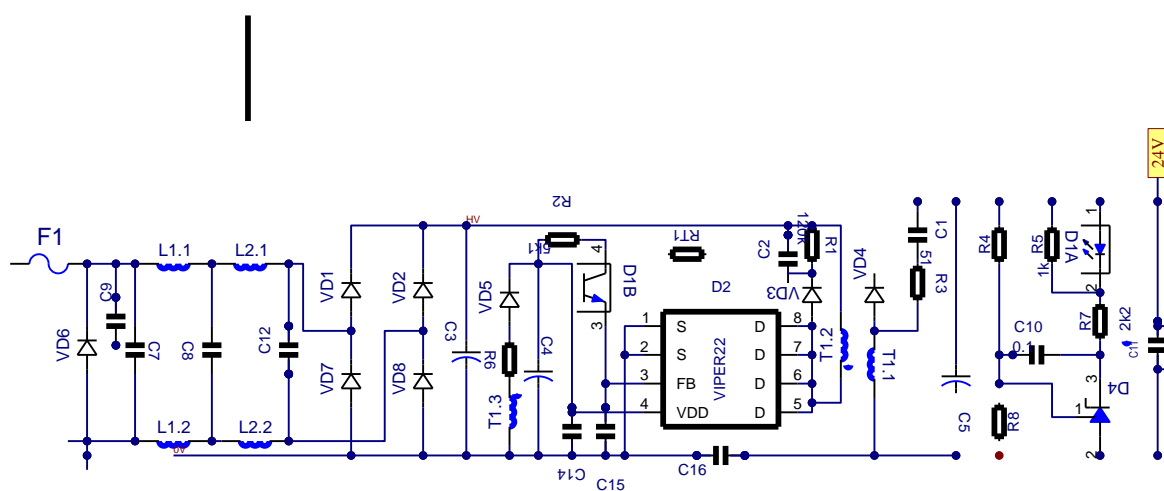 24V
F1
L1.1
L2.1
C9
VD6
C7
C8
C12
L1.2
L2.2
0V
VD1
VD2
VD7
VD8
HV
C3
VD5
R6
T1.3
C4
R2
5k1
4
D1B
3
C14
C15
RT1
D2
1
S
D
8
2
S
D
7
3
FB
D
6
4
VDD
D
5
VIPER22
C16
C2
120k
R1
VD3
T1.2
VD4
T1.1
C1
51
R3
C5
R4
R5
1k
D1A
1
2
R7
2k2
C10
0.1
R8
3
D4
1
2
C11